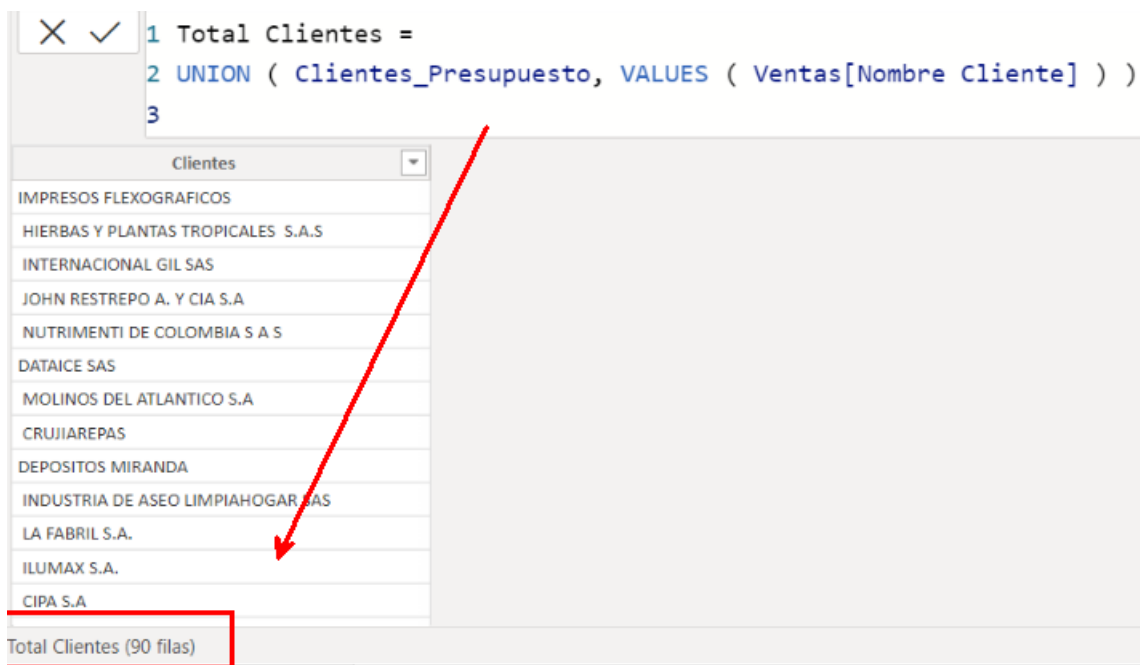 1 Total Clientes =
2 UNION ( Clientes_Presupuesto, VALUES ( Ventas[Nombre Cliente] ) )
3
Clientes
IMPRESOS FLEXOGRAFICOS
HIERBAS Y PLANTAS TROPICALES  S.A.S
INTERNACIONAL GIL SAS
JOHN RESTREPO A. Y CIA S.A
NUTRIMENTI DE COLOMBIA S A S
DATAICE SAS
MOLINOS DEL ATLANTICO S.A
CRUJIAREPAS
DEPOSITOS MIRANDA
INDUSTRIA DE ASEO LIMPIAHOGAR SAS
LA FABRIL S.A.
ILUMAX S.A.
CIPA S.A
Total Clientes (90 filas)